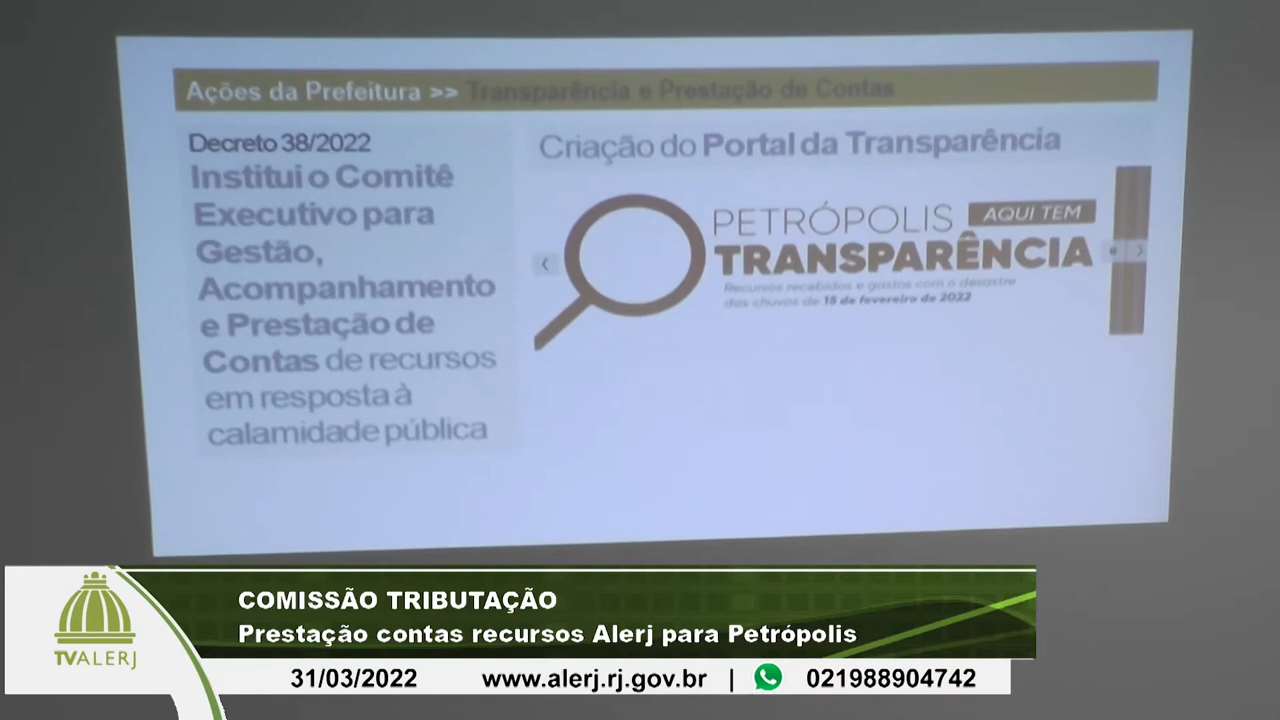 Ações da Prefeitura >> Transparência e Prestação de Contas
Decreto 38/2022
Institui o Comitê
Executivo para
Gestão,
Acompanhamento
e Prestação de
Contas de recursos
em resposta à
calamidade pública
Criação do Portal da Transparência
PETRÓPOLIS AQUI TEM
TRANSPARÊNCIA
Recursos recebidos e gastos com o desastre
das chuvas de 15 de fevereiro de 2022
COMISSÃO TRIBUTAÇÃO
Prestação contas recursos Alerj para Petrópolis
TVALERJ
31/03/2022 www.alerj.rj.gov.br | 021988904742